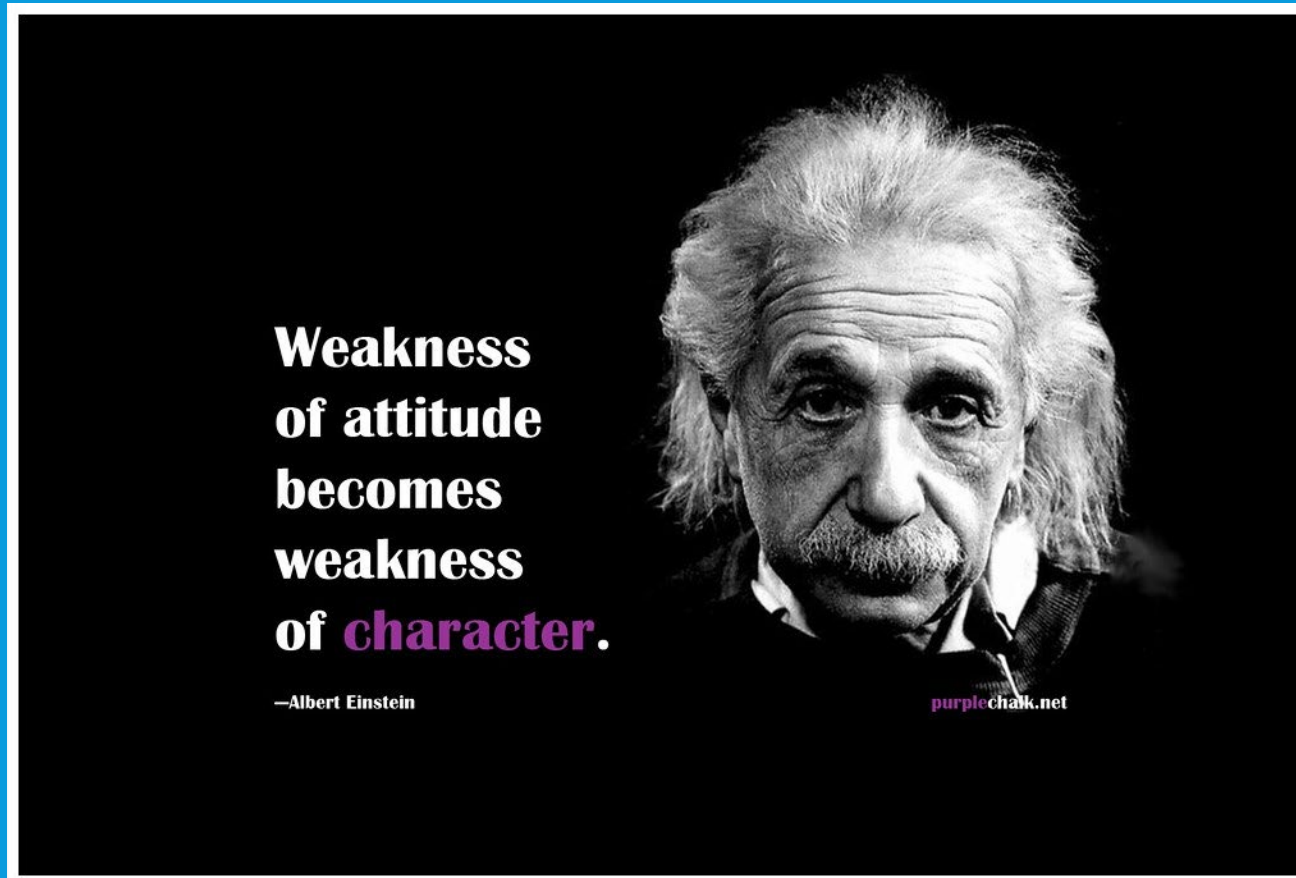 Weakness
of attitude
becomes
weakness
of character.
—Albert Einstein
purplechalk.net